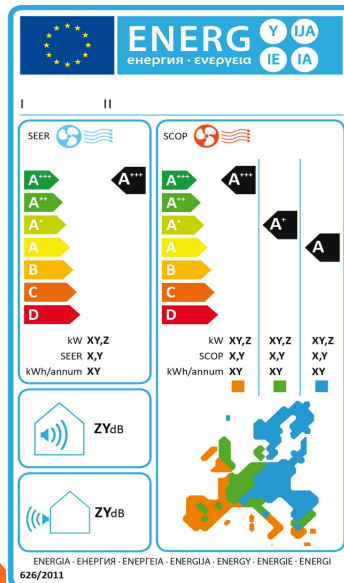 ENERG
енергия · ενεργεια
Y IJA
IE IA
I II
SEER
A+++
A++
A+
A
B
C
D
A+++
kW XY,Z
SEER X,Y
kWh/annum XY
SCOP
A+++
A++
A+
A
B
C
D
A+++
A+
A
kW XY,Z XY,Z XY,Z
SCOP X,Y X,Y X,Y
kWh/annum XY XY XY
ZYdB
ZYdB
ENERGIA · ЕНЕРГИЯ · ΕΝΕΡΓΕΙΑ · ENERGIJA · ENERGY · ENERGIE · ENERGI
626/2011